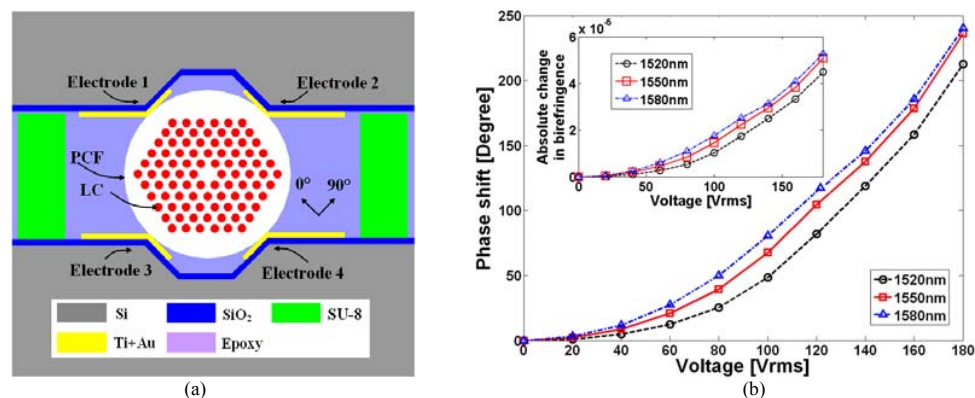 Electrode 1
Electrode 2
PCF
LC
0° 90°
Electrode 3
Electrode 4
Si
SiO₂
SU-8
Ti+Au
Epoxy
(a)
Phase shift [Degree]
250
200
150
100
50
0
0 20 40 60 80 100 120 140 160 180
Voltage [Vrms]
1520nm
1550nm
1580nm
6 x 10⁻⁵
4
2
0
0 50 100 150
Absolute change
in birefringence
Voltage [Vrms]
1520nm
1550nm
1580nm
(b)